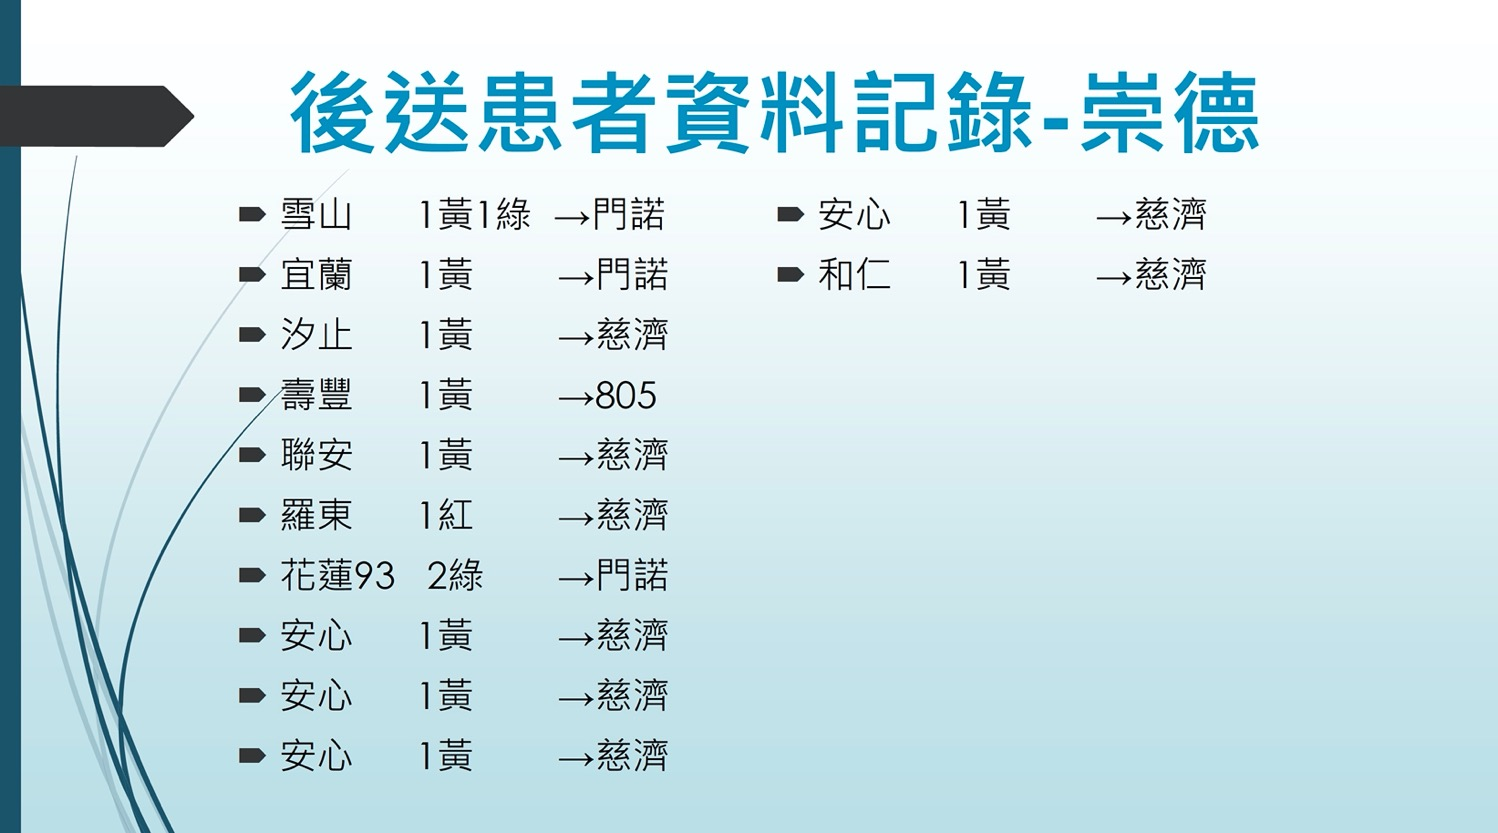 後送患者資料記錄-崇德
雪山 1黃1綠 →門諾
宜蘭 1黃 →門諾
汐止 1黃 →慈濟
壽豐 1黃 →805
聯安 1黃 →慈濟
羅東 1紅 →慈濟
花蓮93 2綠 →門諾
安心 1黃 →慈濟
安心 1黃 →慈濟
安心 1黃 →慈濟
安心 1黃 →慈濟
和仁 1黃 →慈濟